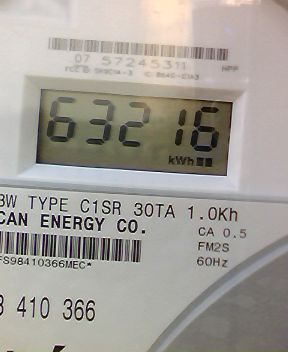 07 57245311
63216
kWh
3W TYPE C1SR 30TA 1.0Kh
CAN ENERGY CO. CA 0.5
FM2S
FS98410366MEC* 60Hz
410 366